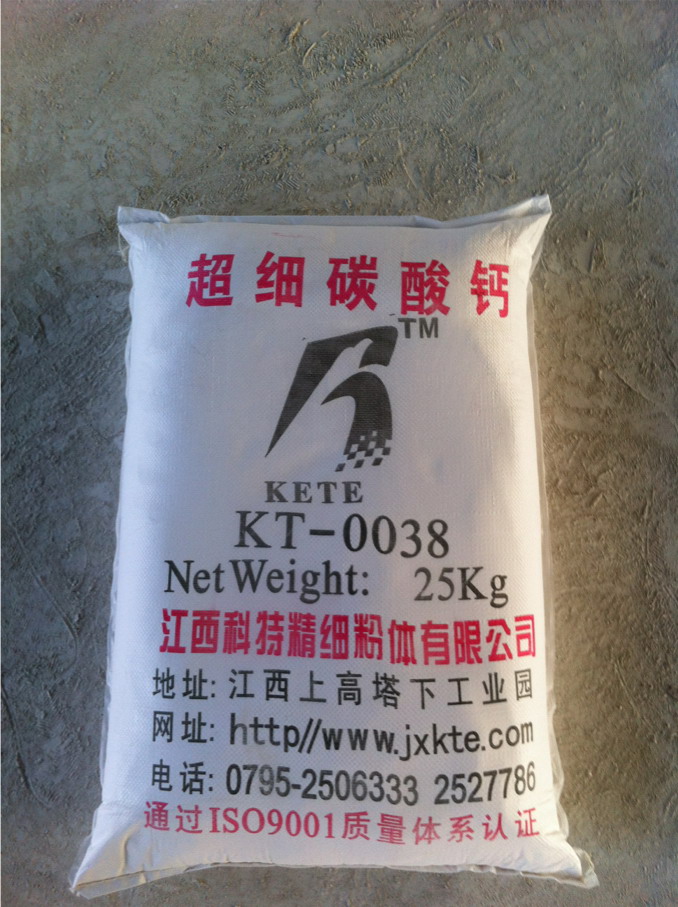 超细碳酸钙
TM
KETE
KT-0038
Net Weight: 25Kg
江西科特精细粉体有限公司
地址:江西上高塔下工业园
网址:http//www.jxkte.com
电话:0795-2506333 2527786
通过ISO9001质量体系认证